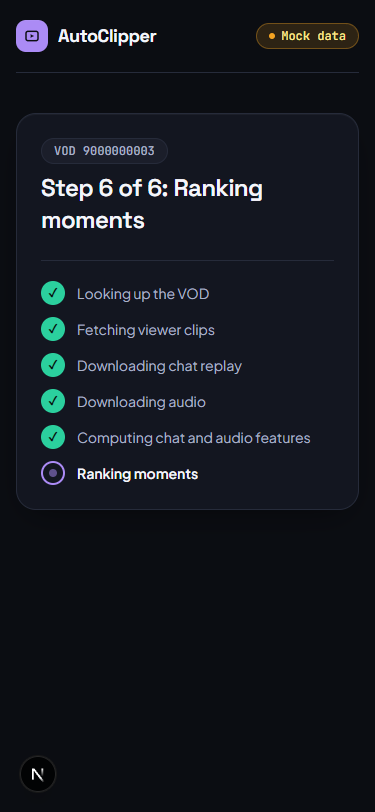 AutoClipper
Mock data
VOD 9000000003
Step 6 of 6: Ranking
moments
Looking up the VOD
Fetching viewer clips
Downloading chat replay
Downloading audio
Computing chat and audio features
Ranking moments
N